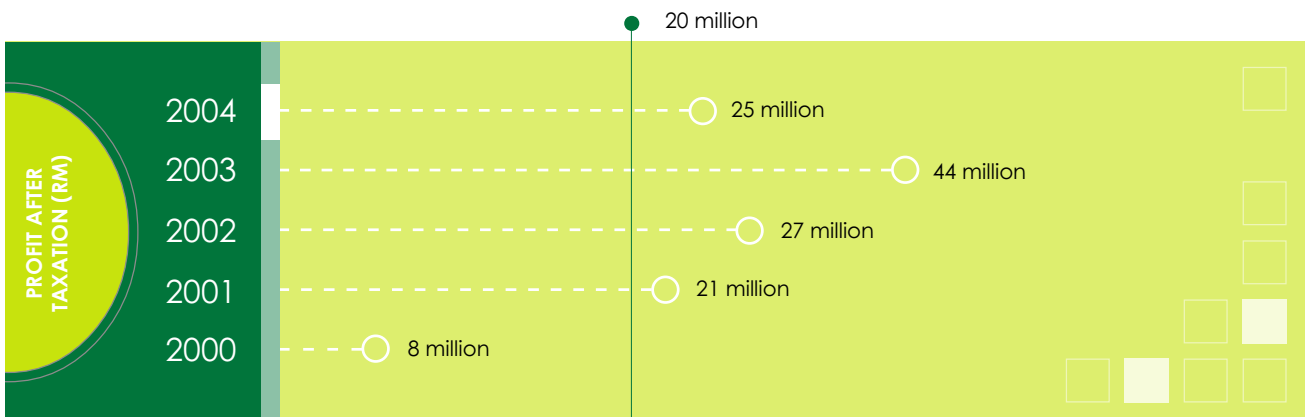 20 million
PROFIT AFTER
TAXATION (RM)
2004 25 million
2003 44 million
2002 27 million
2001 21 million
2000 8 million